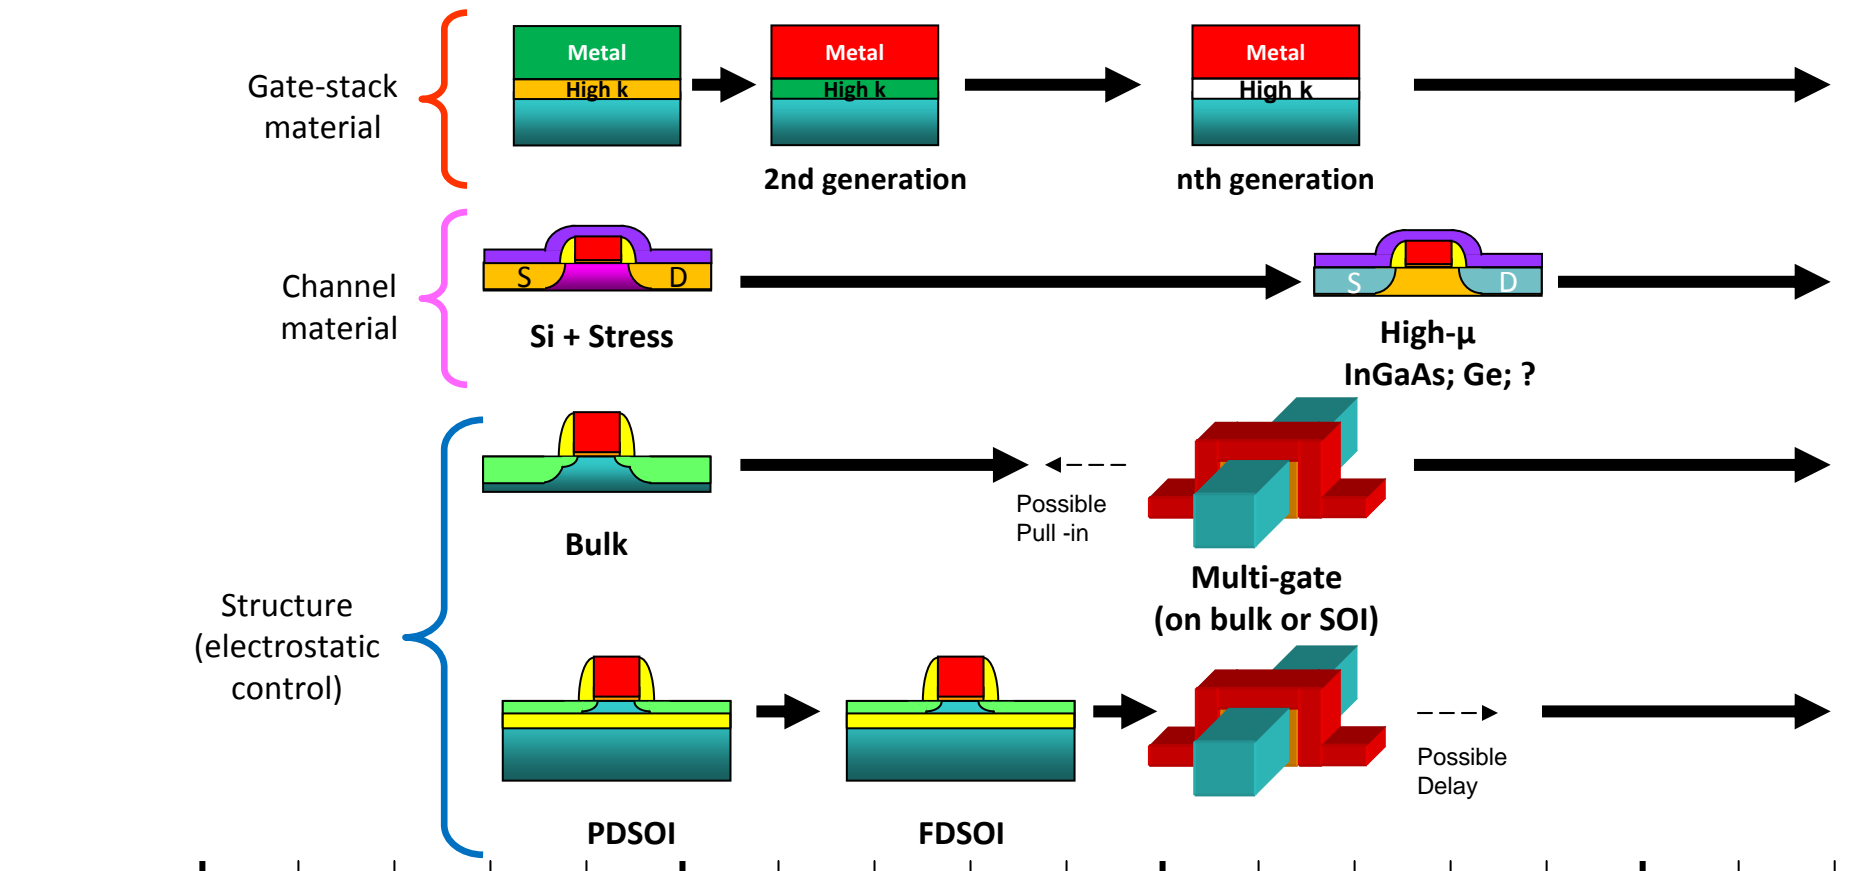 Gate-stack
material
Metal
High k
Metal
High k
2nd generation
Metal
High k
nth generation
Channel
material
S
D
Si + Stress
S
D
High-μ
InGaAs; Ge; ?
Structure
(electrostatic
control)
Bulk
Possible
Pull -in
Multi-gate
(on bulk or SOI)
PDSOI
FDSOI
Possible
Delay